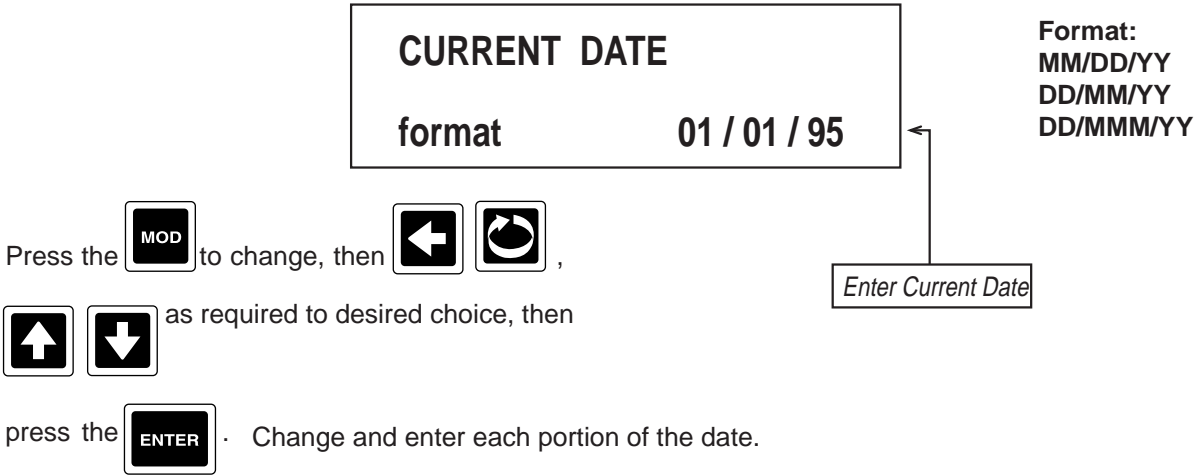 CURRENT DATE
format 01 / 01 / 95
Format:
MM/DD/YY
DD/MM/YY
DD/MMM/YY
Enter Current Date
Press the MOD to change, then ,
as required to desired choice, then
press the ENTER . Change and enter each portion of the date.